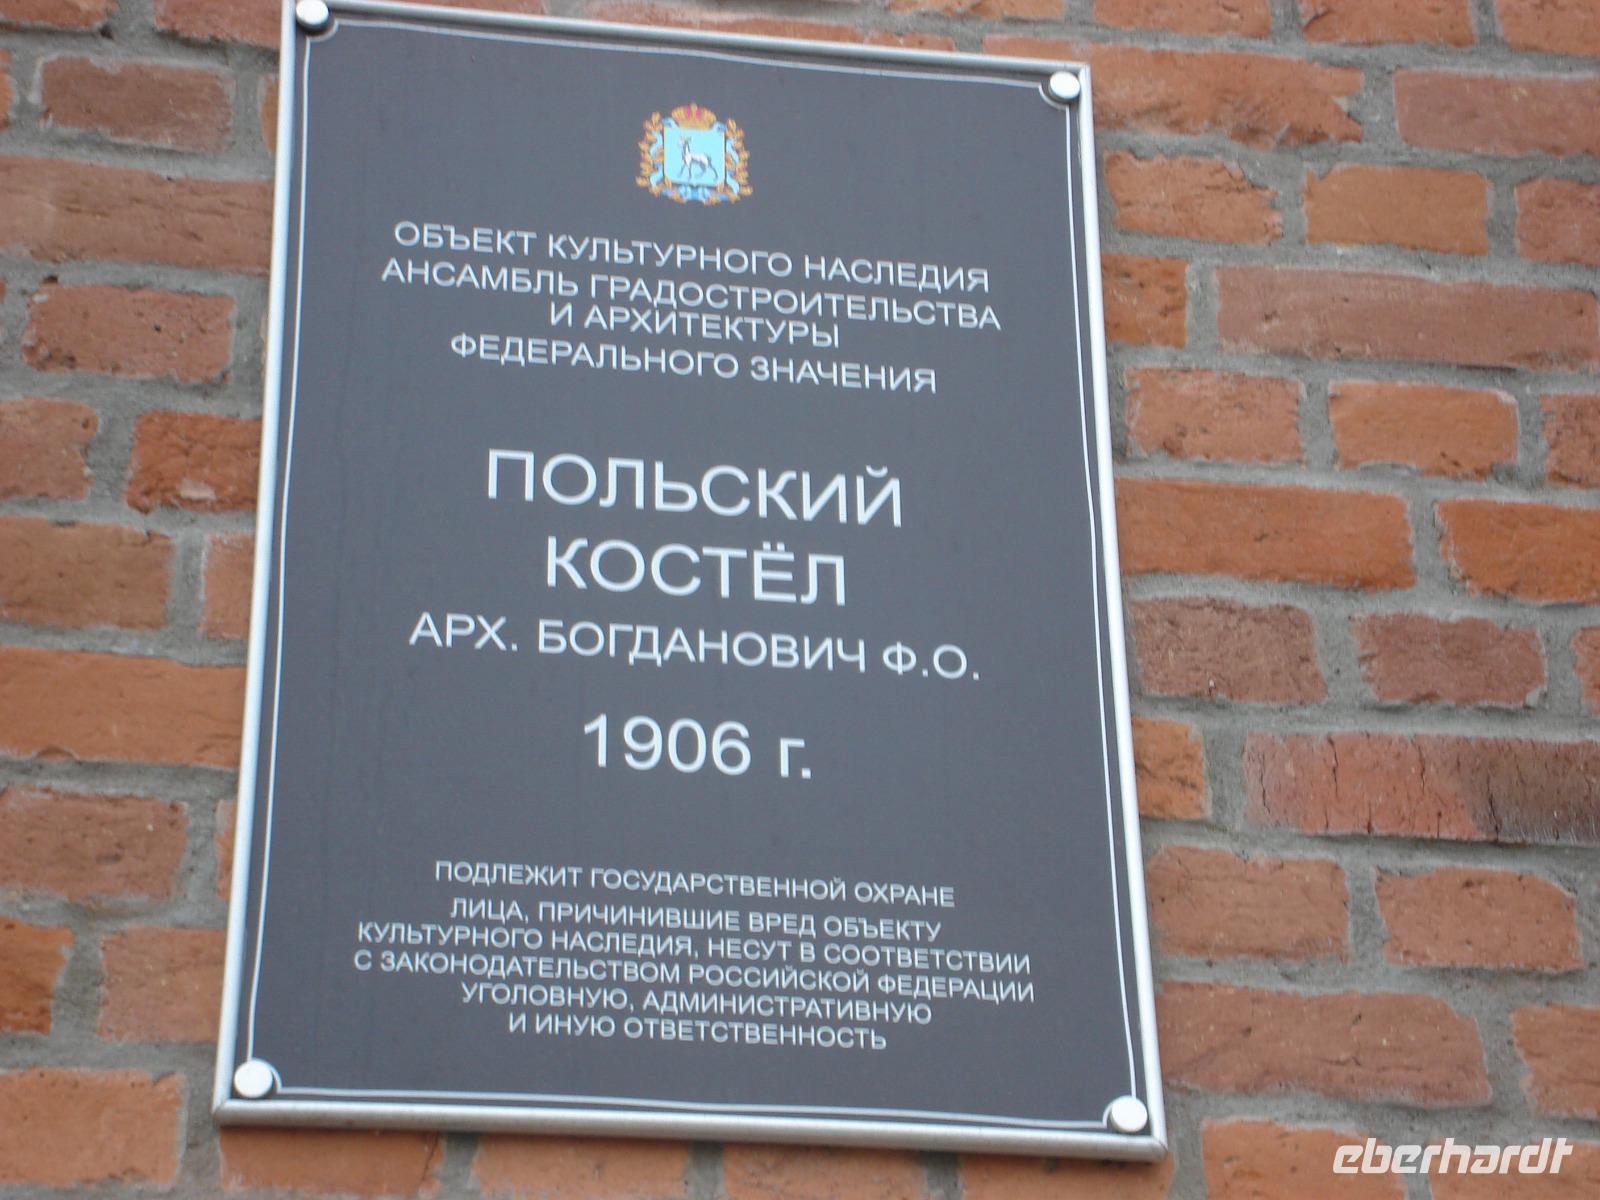 ОБЪЕКТ КУЛЬТУРНОГО НАСЛЕДИЯ
АНСАМБЛЬ ГРАДОСТРОИТЕЛЬСТВА
И АРХИТЕКТУРЫ
ФЕДЕРАЛЬНОГО ЗНАЧЕНИЯ
ПОЛЬСКИЙ
КОСТЁЛ
АРХ. БОГДАНОВИЧ Ф.О.
1906 г.
ПОДЛЕЖИТ ГОСУДАРСТВЕННОЙ ОХРАНЕ
ЛИЦА, ПРИЧИНИВШИЕ ВРЕД ОБЪЕКТУ
КУЛЬТУРНОГО НАСЛЕДИЯ, НЕСУТ В СООТВЕТСТВИИ
С ЗАКОНОДАТЕЛЬСТВОМ РОССИЙСКОЙ ФЕДЕРАЦИИ
УГОЛОВНУЮ, АДМИНИСТРАТИВНУЮ
И ИНУЮ ОТВЕТСТВЕННОСТЬ
eberhardt